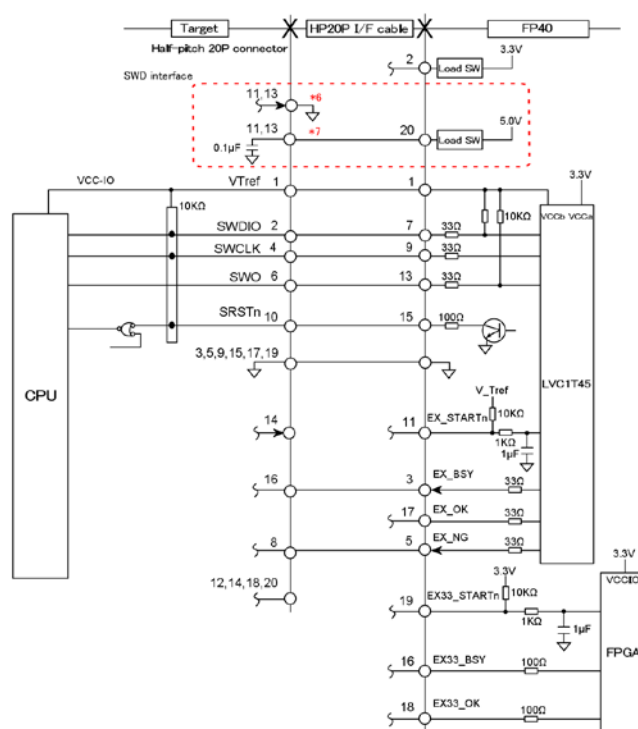 Target HP20P I/F cable FP40
Half-pitch 20P connector
3.3V
SWD interface
2 Load SW
11,13 *6
11,13 *7 20 Load SW 5.0V
0.1μF
VCC-IO VTref 1 1 3.3V
10KΩ 10KΩ VCCb VCCa
SWDIO 2 7 33Ω
SWCLK 4 9 33Ω
SWO 6 13 33Ω
SRSTn 10 15 100Ω
3,5,9,15,17,19
CPU LVC1T45
V_Tref
14 11 EX_STARTn 10KΩ
1KΩ
1μF
16 3 EX_BSY 33Ω
17 EX_OK 33Ω
8 5 EX_NG 33Ω
3.3V
12,14,18,20 3.3V VCCIO
19 EX33_STARTn 10KΩ
1KΩ
1μF
FPGA
16 EX33_BSY 100Ω
18 EX33_OK 100Ω